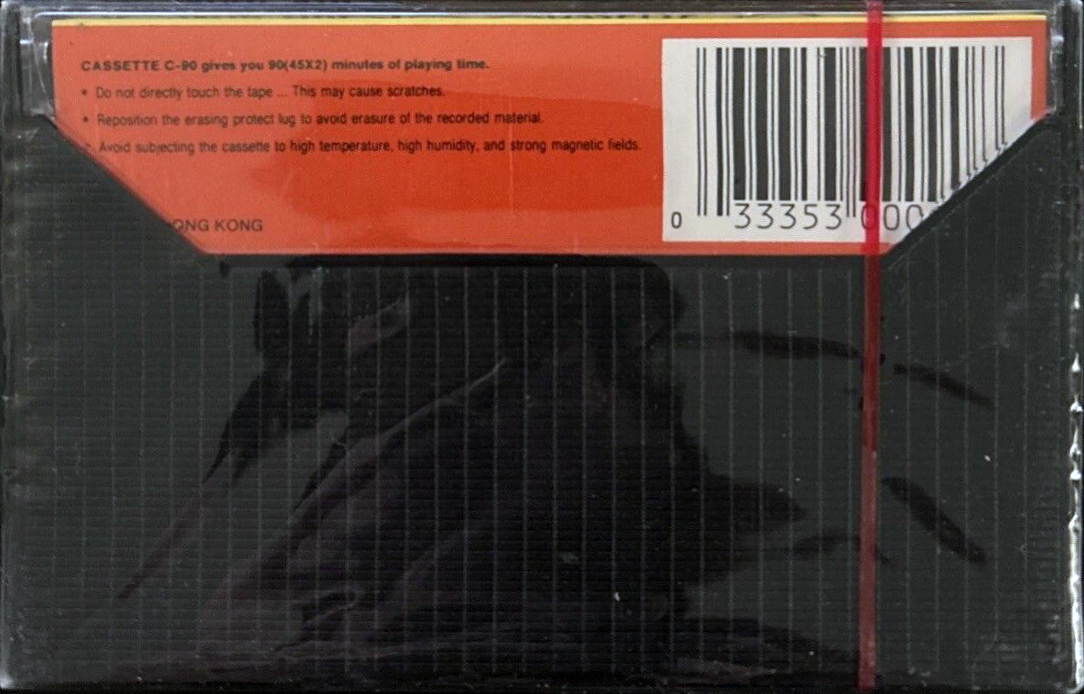 CASSETTE C-90 gives you 90(45X2) minutes of playing time.
• Do not directly touch the tape ... This may cause scratches.
• Reposition the erasing protect lug to avoid erasure of the recorded material.
• Avoid subjecting the cassette to high temperature, high humidity, and strong magnetic fields.
KONG
0 33353 000